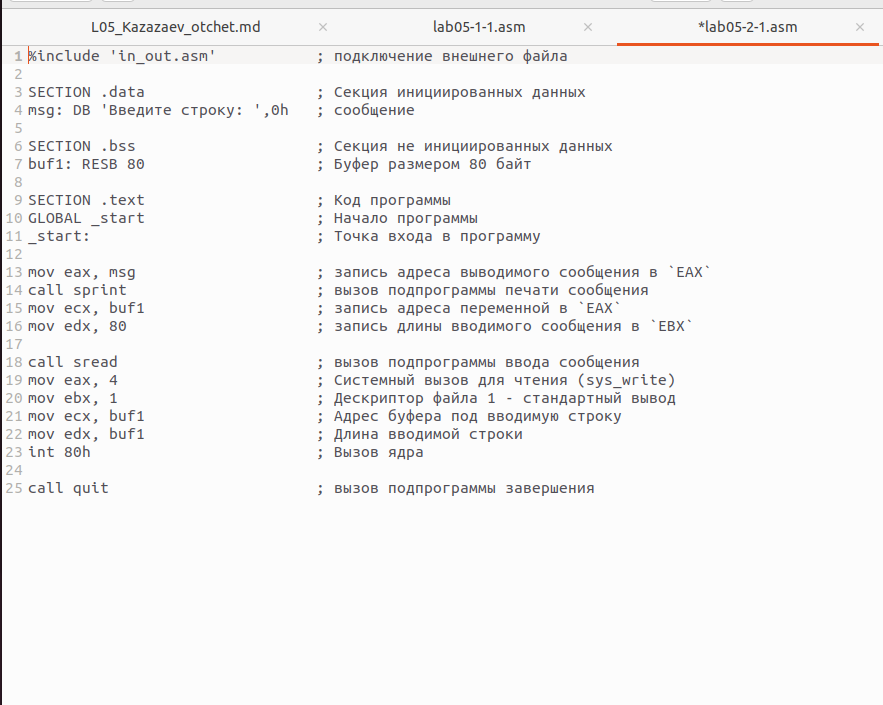 L05_Kazazaev_otchet.md × lab05-1-1.asm × *lab05-2-1.asm ×
1 %include 'in_out.asm' ; подключение внешнего файла
2
3 SECTION .data ; Секция инициированных данных
4 msg: DB 'Введите строку: ',0h ; сообщение
5
6 SECTION .bss ; Секция не инициированных данных
7 buf1: RESB 80 ; Буфер размером 80 байт
8
9 SECTION .text ; Код программы
10 GLOBAL _start ; Начало программы
11 _start: ; Точка входа в программу
12
13 mov eax, msg ; запись адреса выводимого сообщения в `EAX`
14 call sprint ; вызов подпрограммы печати сообщения
15 mov ecx, buf1 ; запись адреса переменной в `EAX`
16 mov edx, 80 ; запись длины вводимого сообщения в `EBX`
17
18 call sread ; вызов подпрограммы ввода сообщения
19 mov eax, 4 ; Системный вызов для чтения (sys_write)
20 mov ebx, 1 ; Дескриптор файла 1 - стандартный вывод
21 mov ecx, buf1 ; Адрес буфера под вводимую строку
22 mov edx, buf1 ; Длина вводимой строки
23 int 80h ; Вызов ядра
24
25 call quit ; вызов подпрограммы завершения